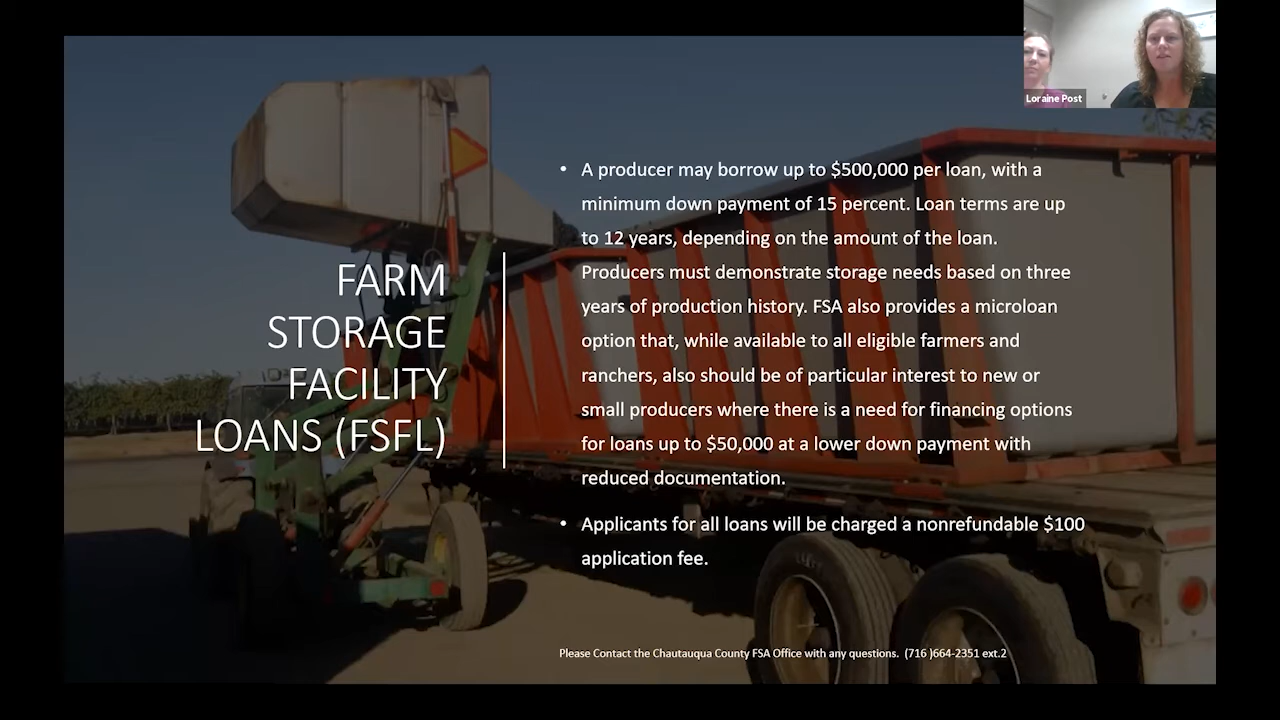 Loraine Post
FARM
STORAGE
FACILITY
LOANS (FSFL)
• A producer may borrow up to $500,000 per loan, with a
minimum down payment of 15 percent. Loan terms are up
to 12 years, depending on the amount of the loan.
Producers must demonstrate storage needs based on three
years of production history. FSA also provides a microloan
option that, while available to all eligible farmers and
ranchers, also should be of particular interest to new or
small producers where there is a need for financing options
for loans up to $50,000 at a lower down payment with
reduced documentation.
• Applicants for all loans will be charged a nonrefundable $100
application fee.
Please Contact the Chautauqua County FSA Office with any questions. (716 )664-2351 ext.2